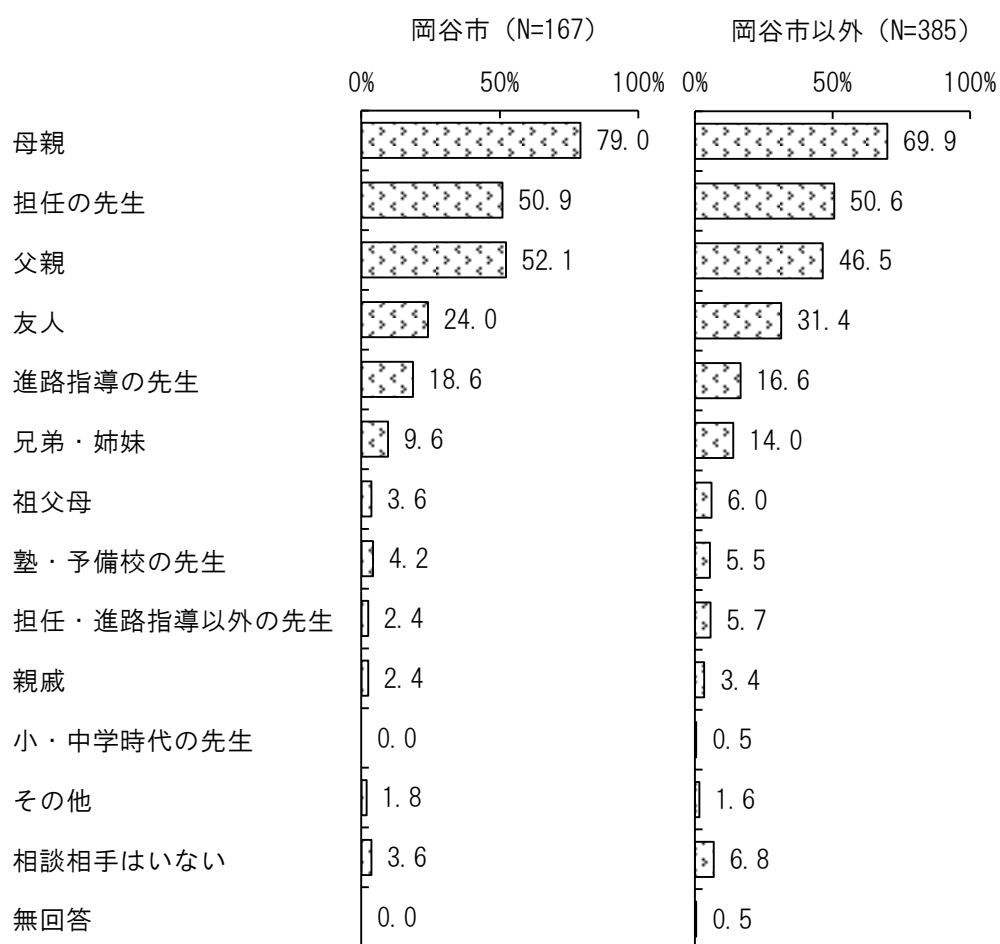 岡谷市（N=167） 岡谷市以外（N=385）
0% 50% 100% 0% 50% 100%
母親 79.0 69.9
担任の先生 50.9 50.6
父親 52.1 46.5
友人 24.0 31.4
進路指導の先生 18.6 16.6
兄弟・姉妹 9.6 14.0
祖父母 3.6 6.0
塾・予備校の先生 4.2 5.5
担任・進路指導以外の先生 2.4 5.7
親戚 2.4 3.4
小・中学時代の先生 0.0 0.5
その他 1.8 1.6
相談相手はいない 3.6 6.8
無回答 0.0 0.5